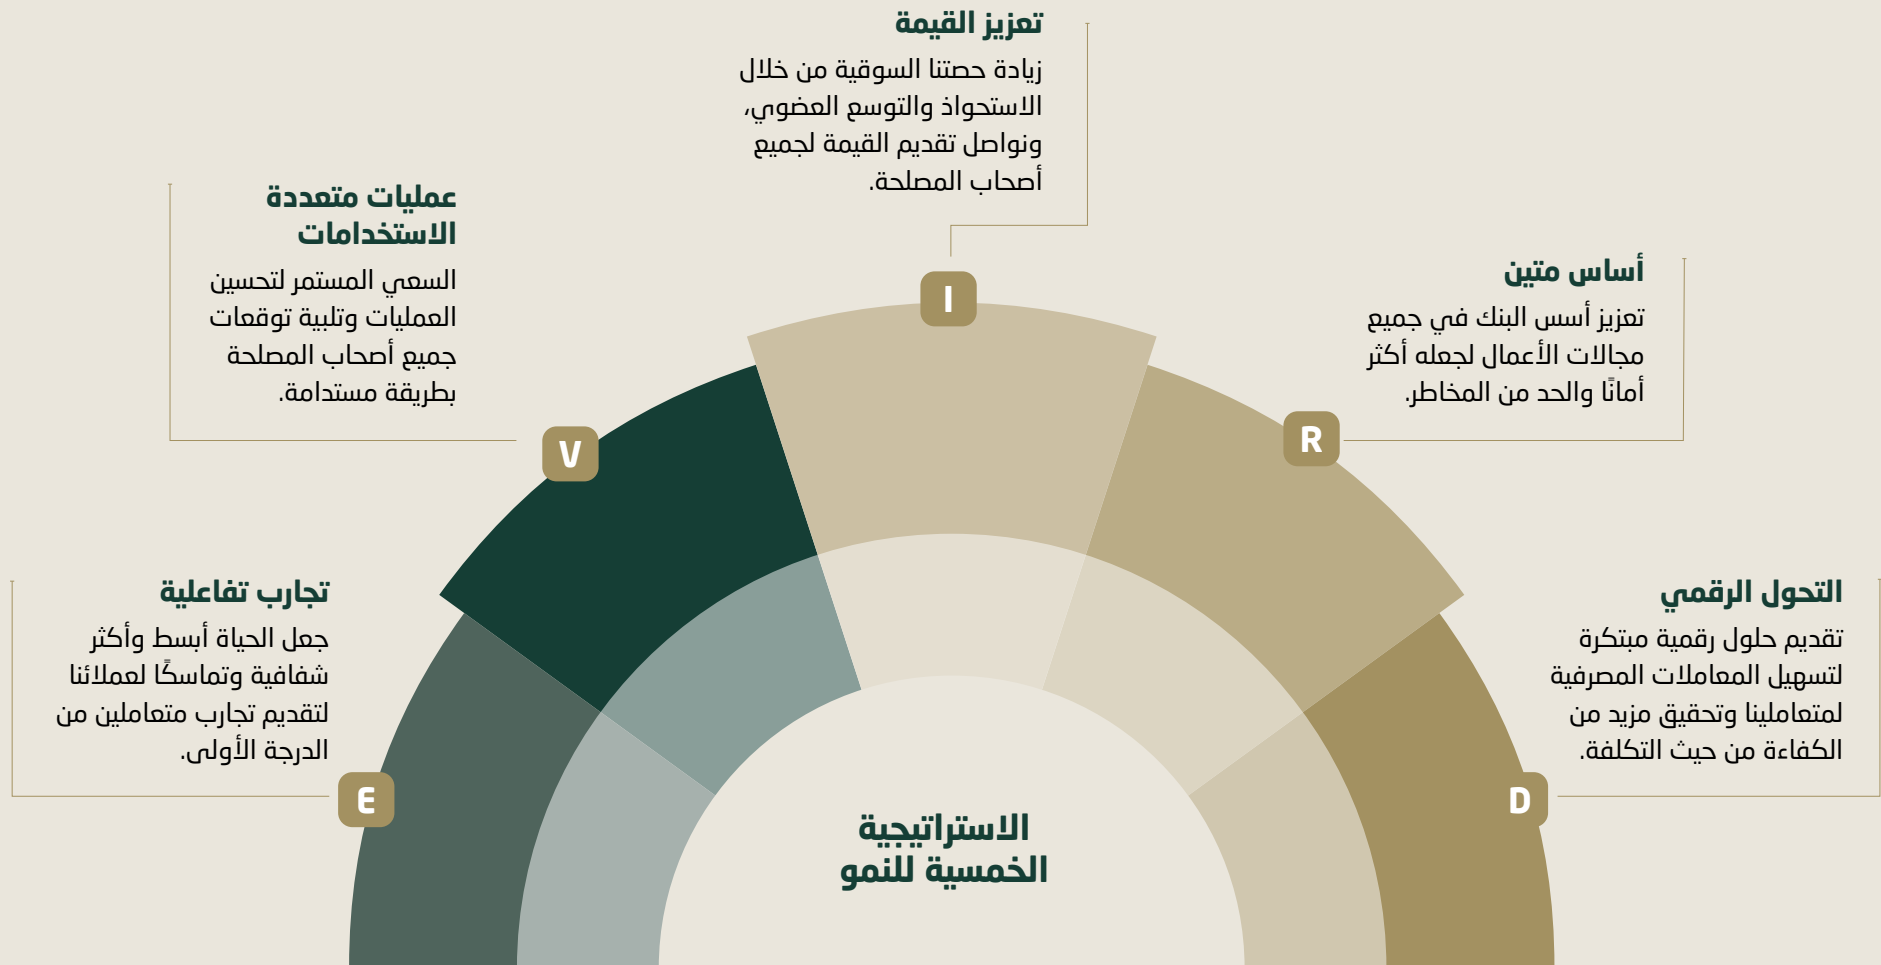 تعزيز القيمة
زيادة حصتنا السوقية من خلال
الاستحواذ والتوسع العضوي،
ونواصل تقديم القيمة لجميع
أصحاب المصلحة.
I
أساس متين
تعزيز أسس البنك في جميع
مجالات الأعمال لجعله أكثر
أمانًا والحد من المخاطر.
R
التحول الرقمي
تقديم حلول رقمية مبتكرة
لتسهيل المعاملات المصرفية
لمتعاملينا وتحقيق مزيد من
الكفاءة من حيث التكلفة.
D
عمليات متعددة
الاستخدامات
السعي المستمر لتحسين
العمليات وتلبية توقعات
جميع أصحاب المصلحة
بطريقة مستدامة.
V
تجارب تفاعلية
جعل الحياة أبسط وأكثر
شفافية وتماسكًا لعملائنا
لتقديم تجارب متعاملين من
الدرجة الأولى.
E
الاستراتيجية
الخمسية للنمو